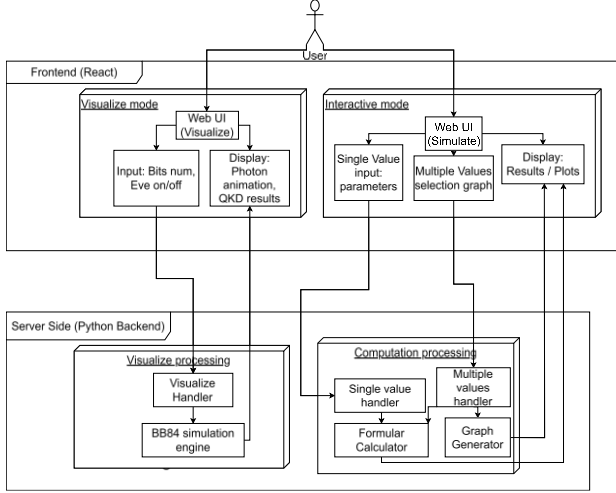 User
Frontend (React)
Visualize mode
Interactive mode
Web UI
(Visualize)
Web UI
(Simulate)
Input: Bits num,
Eve on/off
Display:
Photon
animation,
QKD results
Single Value
input:
parameters
Multiple Values
selection graph
Display:
Results / Plots
Server Side (Python Backend)
Visualize processing
Computation processing
Visualize
Handler
BB84 simulation
engine
Single value
handler
Multiple
values
handler
Formular
Calculator
Graph
Generator